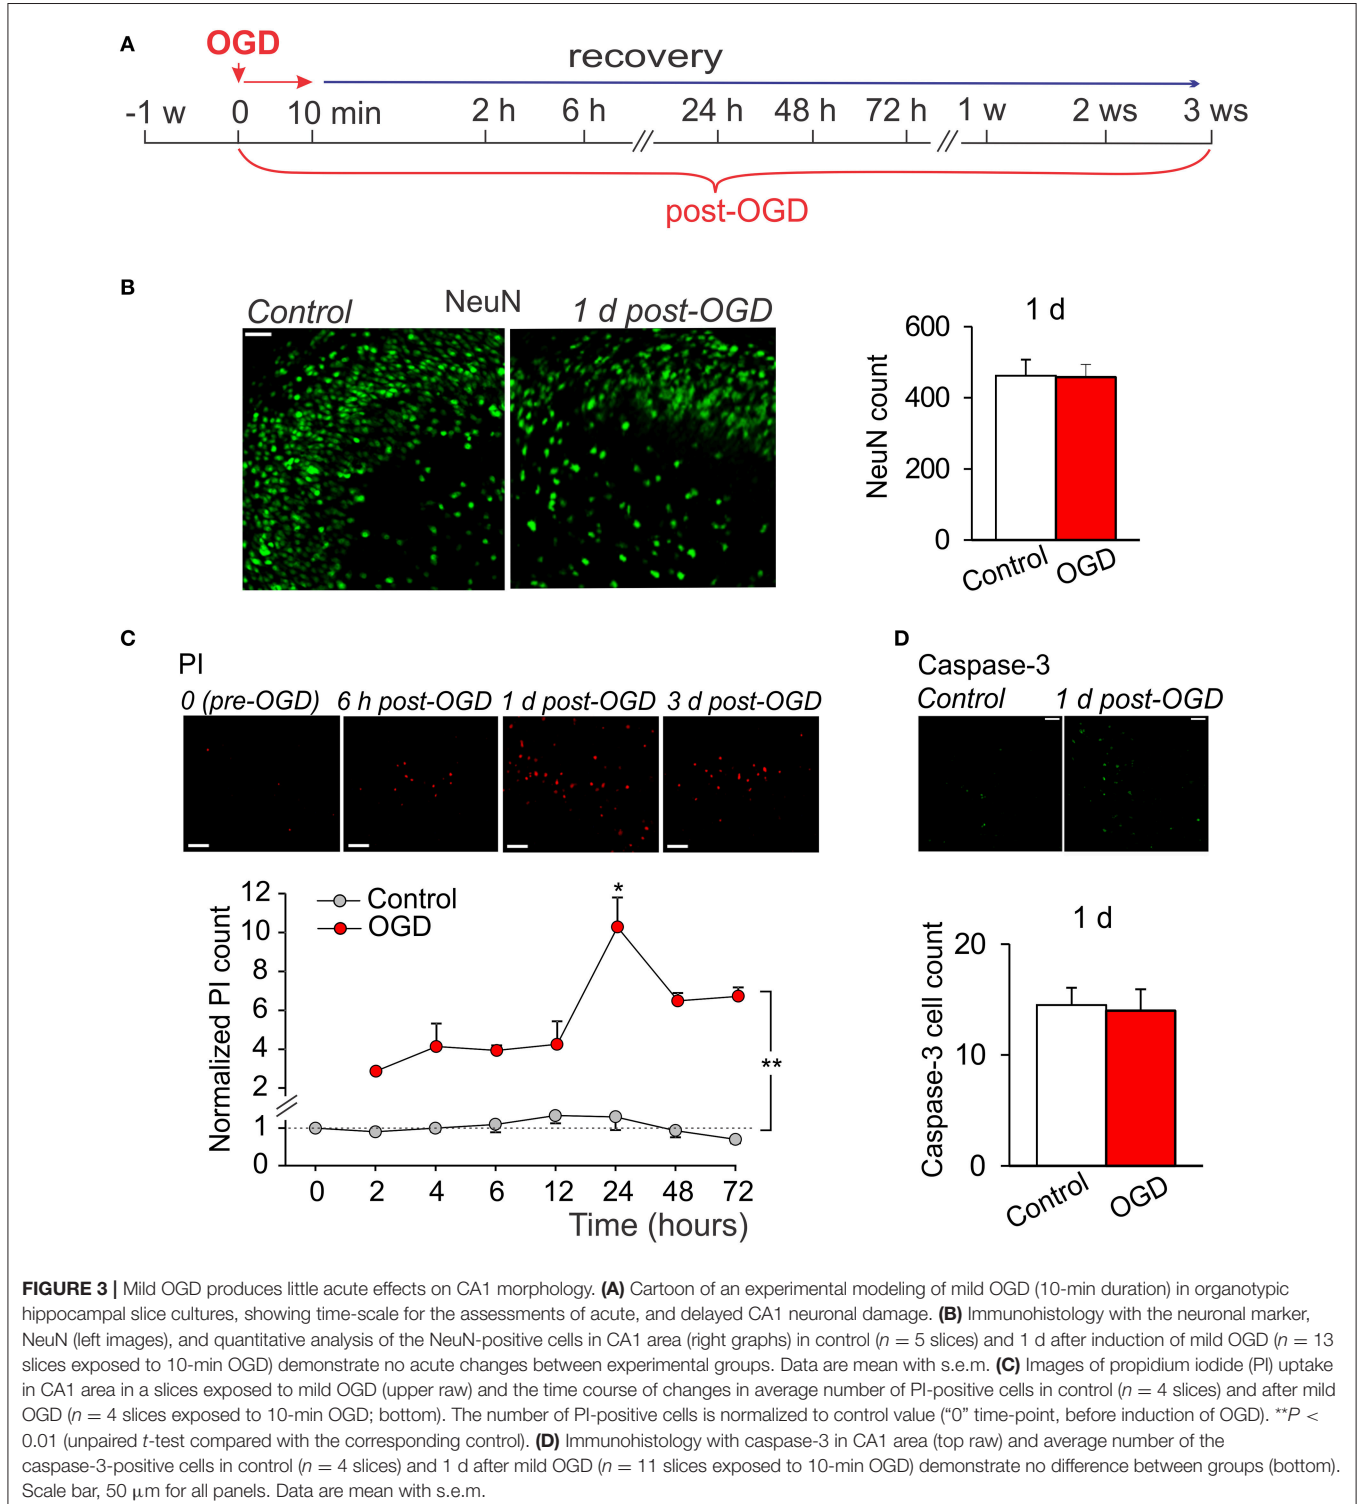 A
OGD
recovery
-1 w 0 10 min 2 h 6 h 24 h 48 h 72 h 1 w 2 ws 3 ws
post-OGD
B
Control NeuN 1 d post-OGD
1 d
600
400
200
0
NeuN count
Control OGD
C
PI
0 (pre-OGD) 6 h post-OGD 1 d post-OGD 3 d post-OGD
Control
OGD
*
**
12
10
8
6
4
2
1
0
Normalized PI count
0 2 4 6 12 24 48 72
Time (hours)
D
Caspase-3
Control 1 d post-OGD
1 d
20
10
0
Caspase-3 cell count
Control OGD
FIGURE 3 | Mild OGD produces little acute effects on CA1 morphology. (A) Cartoon of an experimental modeling of mild OGD (10-min duration) in organotypic
hippocampal slice cultures, showing time-scale for the assessments of acute, and delayed CA1 neuronal damage. (B) Immunohistology with the neuronal marker,
NeuN (left images), and quantitative analysis of the NeuN-positive cells in CA1 area (right graphs) in control (n = 5 slices) and 1 d after induction of mild OGD (n = 13
slices exposed to 10-min OGD) demonstrate no acute changes between experimental groups. Data are mean with s.e.m. (C) Images of propidium iodide (PI) uptake
in CA1 area in a slices exposed to mild OGD (upper raw) and the time course of changes in average number of PI-positive cells in control (n = 4 slices) and after mild
OGD (n = 4 slices exposed to 10-min OGD; bottom). The number of PI-positive cells is normalized to control value (“0” time-point, before induction of OGD). **P <
0.01 (unpaired t-test compared with the corresponding control). (D) Immunohistology with caspase-3 in CA1 area (top raw) and average number of the
caspase-3-positive cells in control (n = 4 slices) and 1 d after mild OGD (n = 11 slices exposed to 10-min OGD) demonstrate no difference between groups (bottom).
Scale bar, 50 μm for all panels. Data are mean with s.e.m.